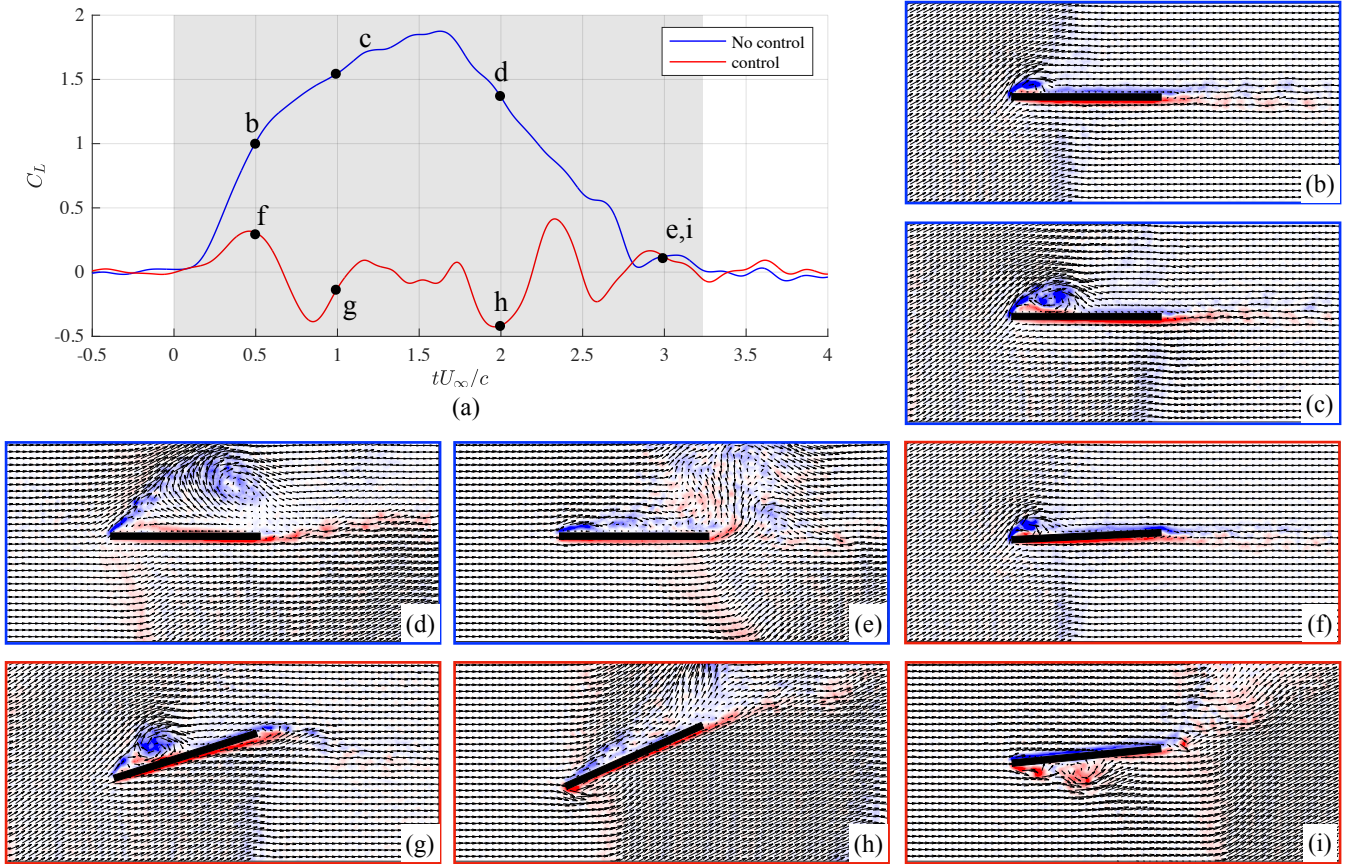 2
1.5
1
0.5
0
-0.5
C_L
b
c
d
f
g
h
e,i
No control
control
-0.5 0 0.5 1 1.5 2 2.5 3 3.5 4
tU∞/c
(a)
(b)
(c)
(d)
(e)
(f)
(g)
(h)
(i)